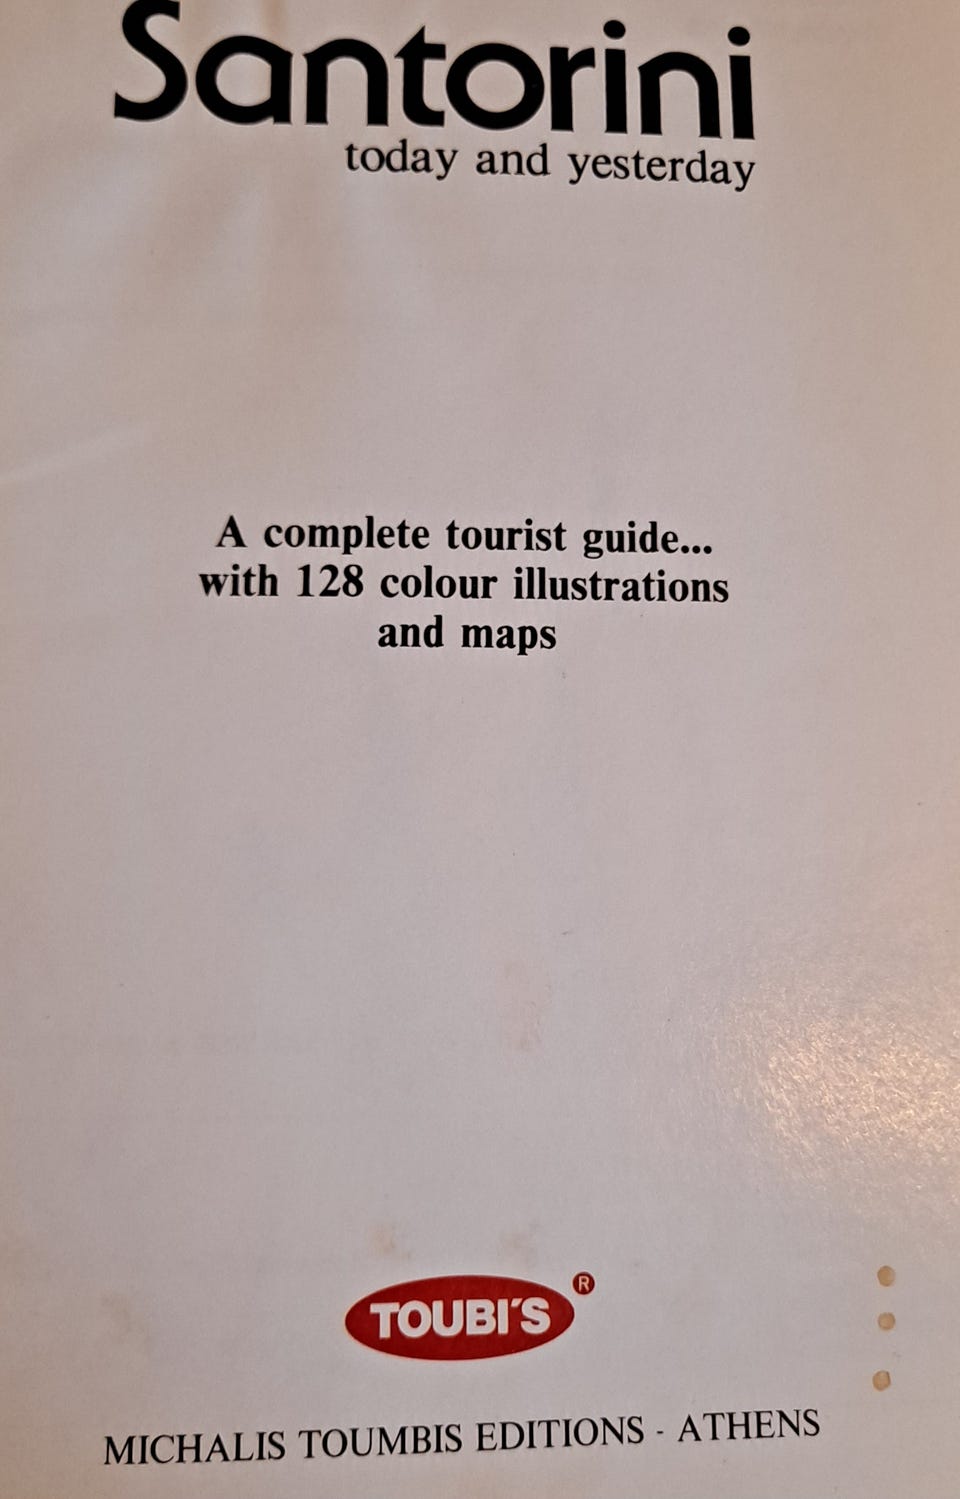 Santorini
today and yesterday
A complete tourist guide...
with 128 colour illustrations
and maps
TOUBI'S ®
MICHALIS TOUMBIS EDITIONS - ATHENS